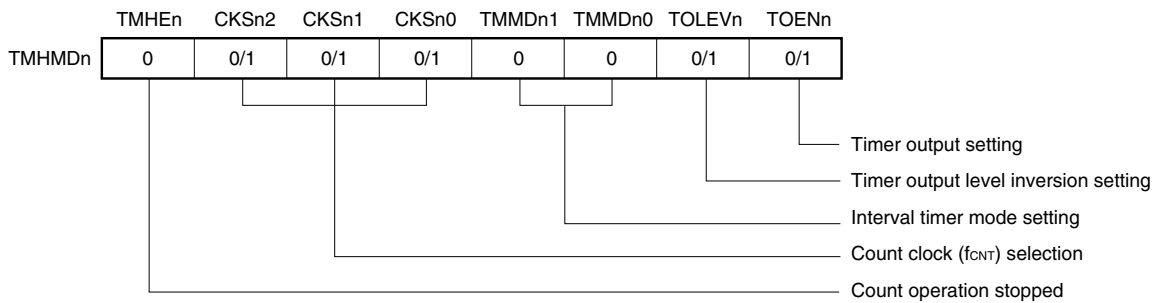 TMHEn CKSn2 CKSn1 CKSn0 TMMDn1 TMMDn0 TOLEVn TOENn
TMHMDn 0 0/1 0/1 0/1 0 0 0/1 0/1
Timer output setting
Timer output level inversion setting
Interval timer mode setting
Count clock (fCNT) selection
Count operation stopped